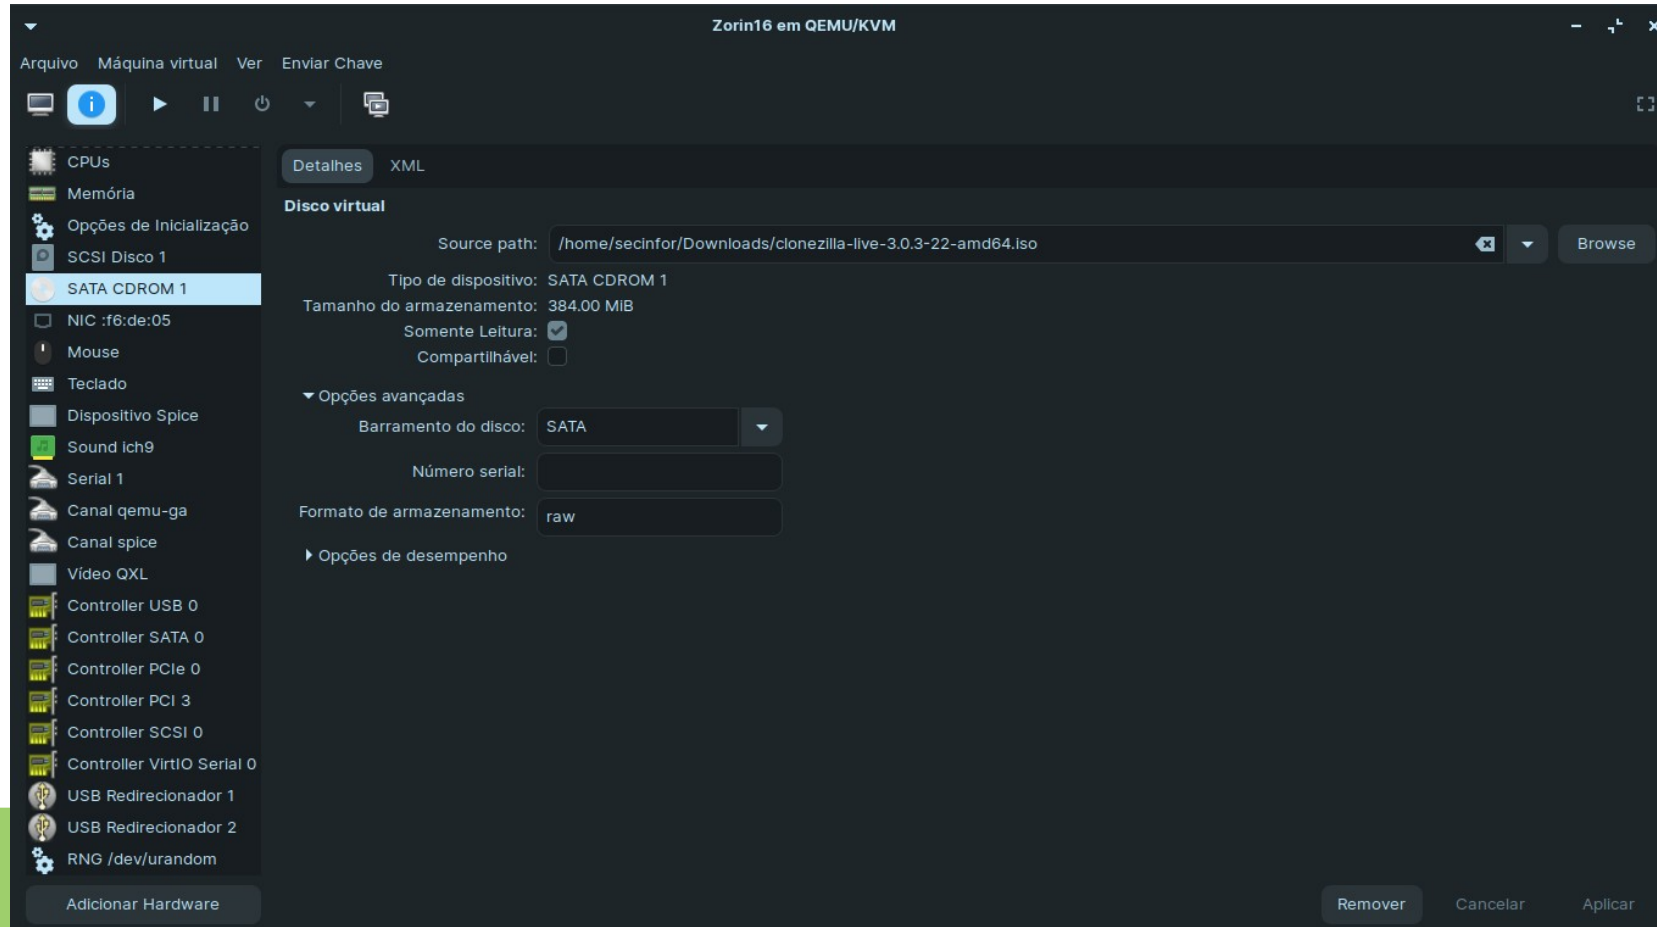 Zorin16 em QEMU/KVM
Arquivo Máquina virtual Ver Enviar Chave
CPUs
Memória
Opções de Inicialização
SCSI Disco 1
SATA CDROM 1
NIC :f6:de:05
Mouse
Teclado
Dispositivo Spice
Sound ich9
Serial 1
Canal qemu-ga
Canal spice
Vídeo QXL
Controller USB 0
Controller SATA 0
Controller PCIe 0
Controller PCI 3
Controller SCSI 0
Controller VirtIO Serial 0
USB Redirecionador 1
USB Redirecionador 2
RNG /dev/urandom
Adicionar Hardware
Detalhes XML
Disco virtual
Source path: /home/secinfor/Downloads/clonezilla-live-3.0.3-22-amd64.iso Browse
Tipo de dispositivo: SATA CDROM 1
Tamanho do armazenamento: 384.00 MiB
Somente Leitura:
Compartilhável:
Opções avançadas
Barramento do disco: SATA
Número serial:
Formato de armazenamento: raw
Opções de desempenho
Remover Cancelar Aplicar